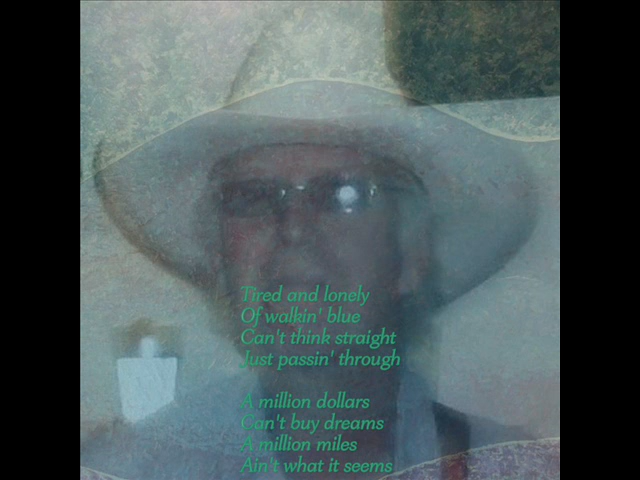 Tired and lonely
Of walkin' blue
Can't think straight
Just passin' through
A million dollars
Can't buy dreams
A million miles
Ain't what it seems